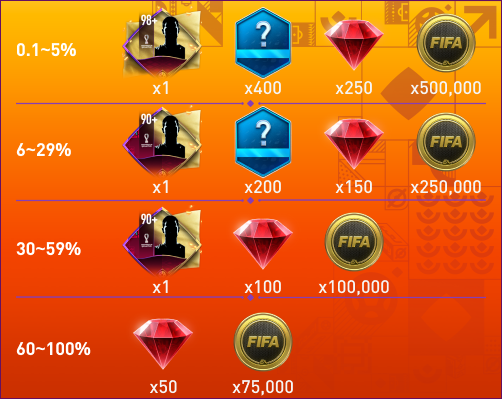 0.1~5%
98+
?
FIFA
x1
x400
x250
x500,000
6~29%
90+
?
FIFA
x1
x200
x150
x250,000
30~59%
90+
FIFA
x1
x100
x100,000
60~100%
FIFA
x50
x75,000